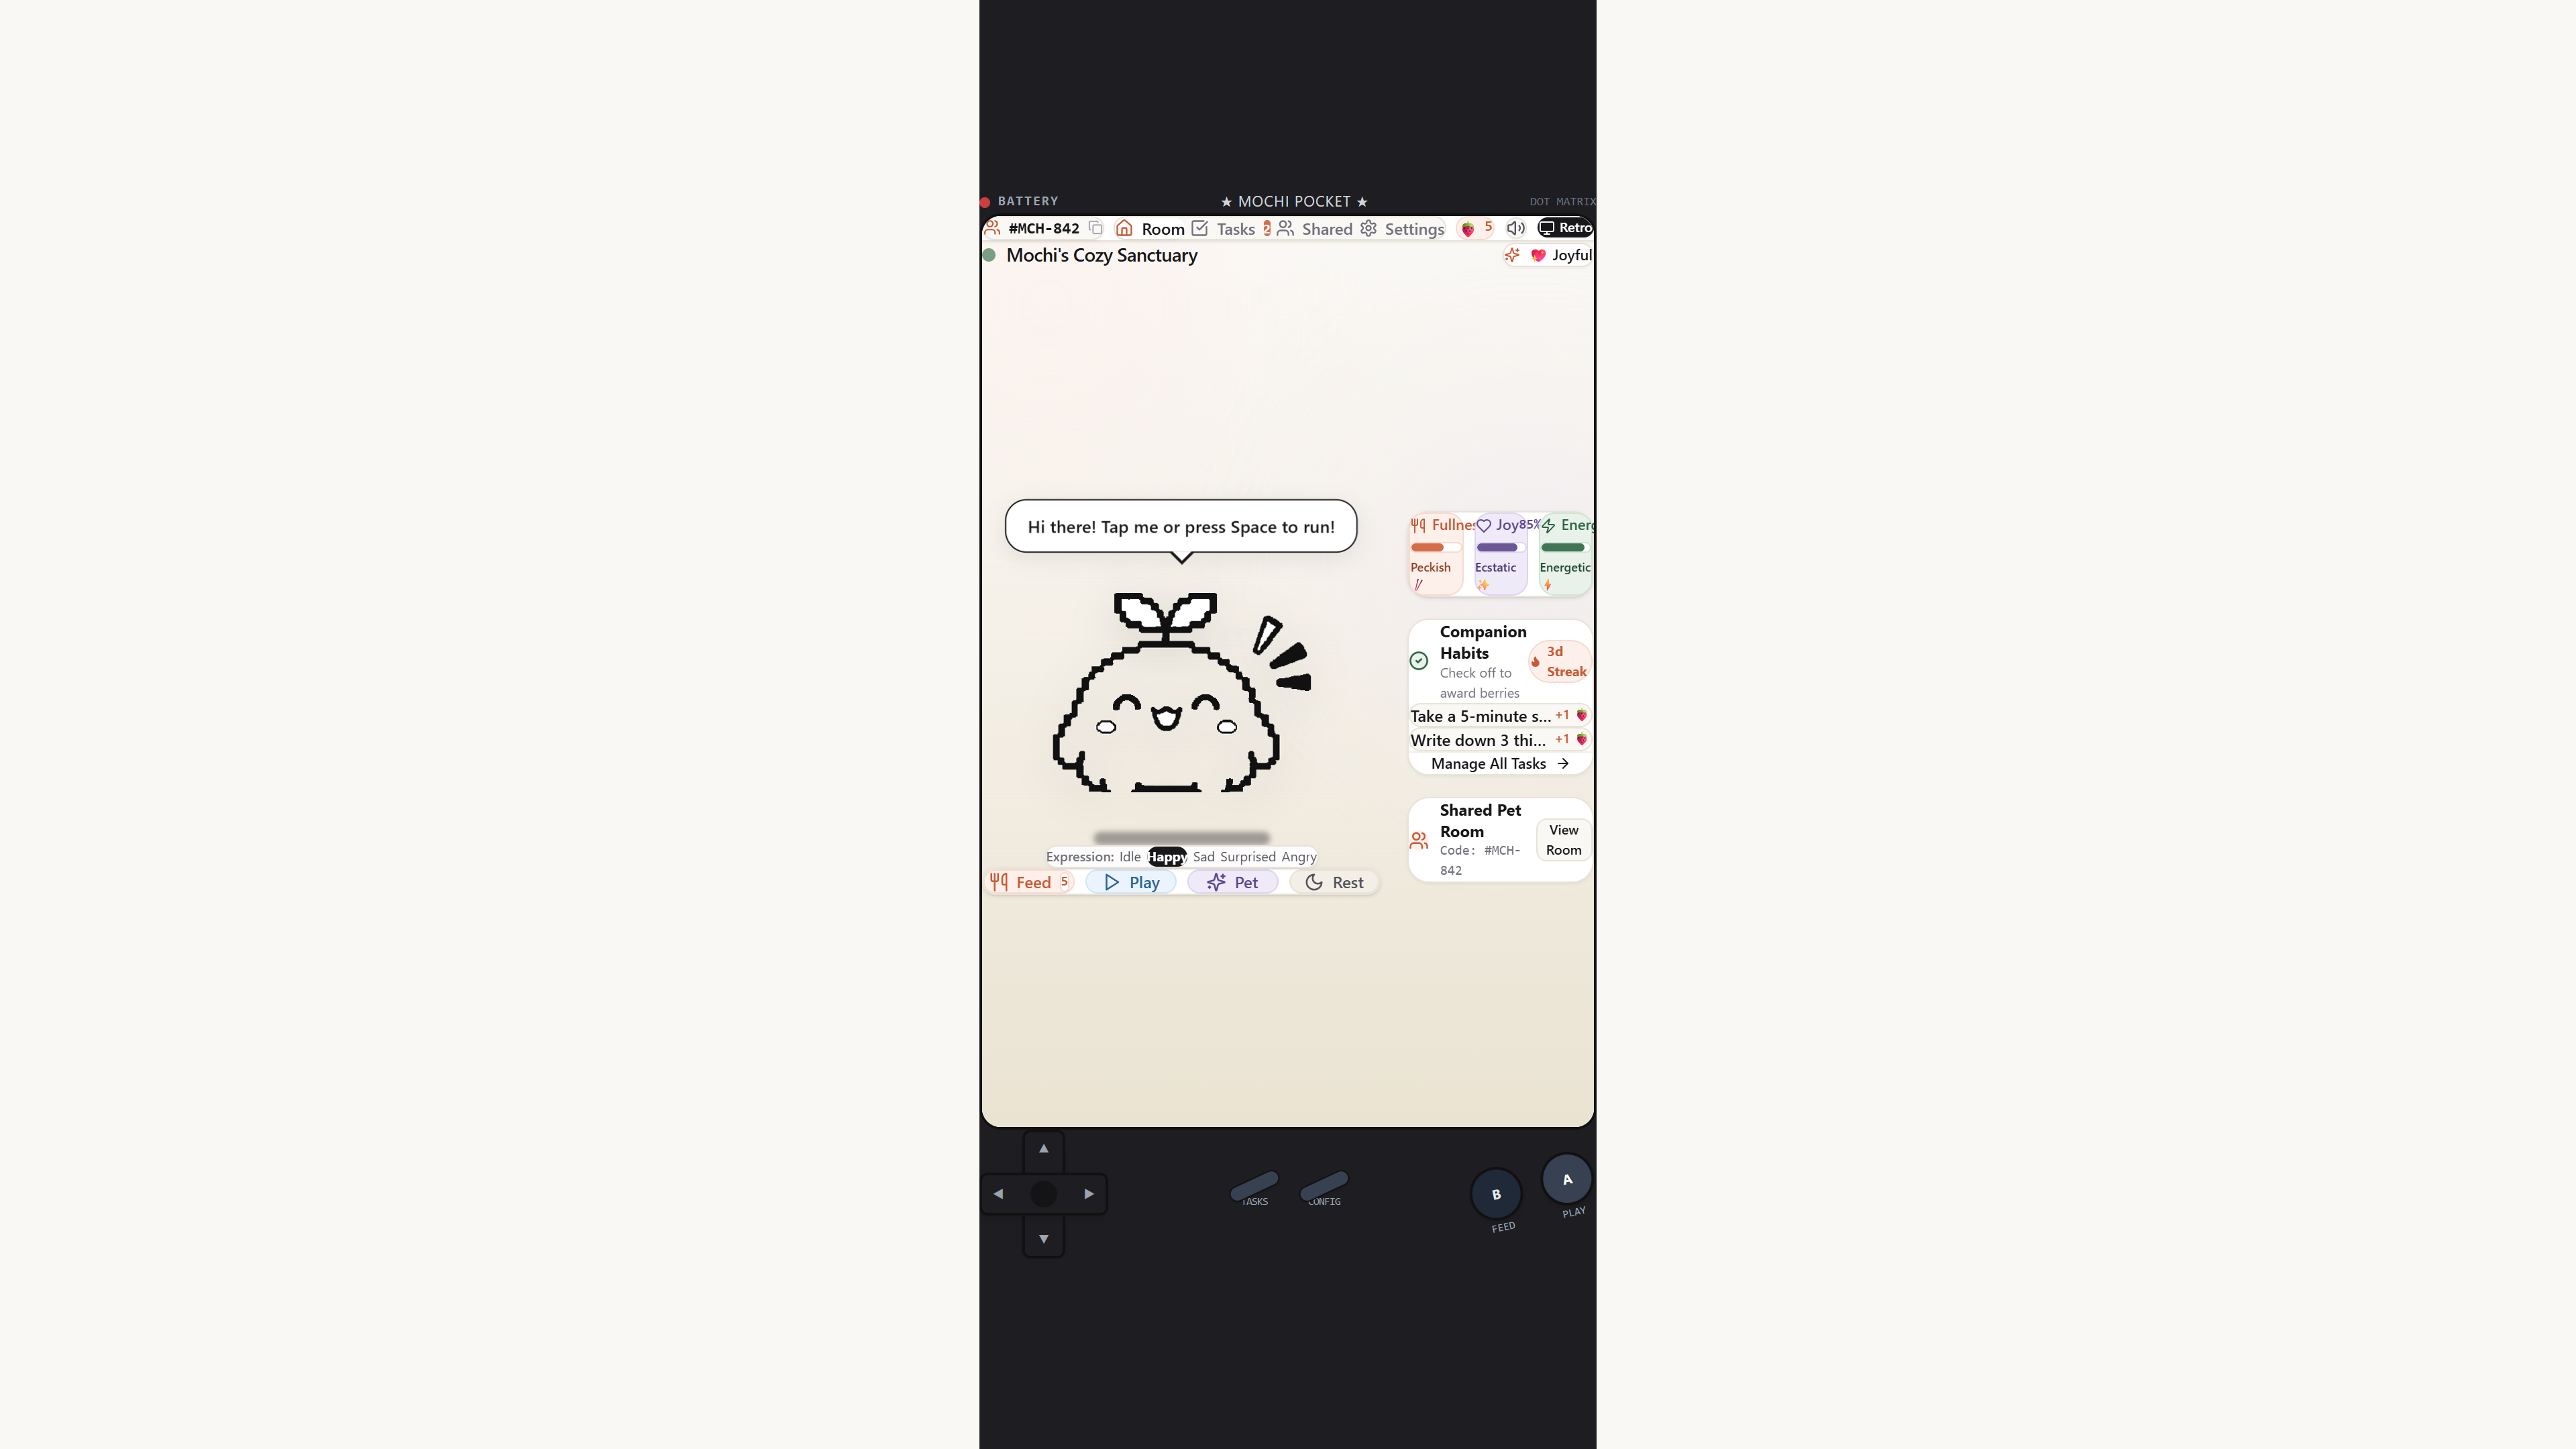 BATTERY
★ MOCHI POCKET ★
DOT MATRIX
#MCH-842
Room
Tasks 2
Shared
Settings
5
Retro
Mochi's Cozy Sanctuary
💖 Joyful
Hi there! Tap me or press Space to run!
Joy 85%
Peckish
Ecstatic
Energetic
Companion
Habits
Check off to
award berries
3d
Streak
Take a 5-minute s... +1
Write down 3 thi... +1
Manage All Tasks →
Shared Pet
Room
Code: #MCH-
842
View
Room
Expression: Idle Happy Sad Surprised Angry
Feed 5
Play
Pet
Rest
TASKS
CONFIG
B
FEED
A
PLAY